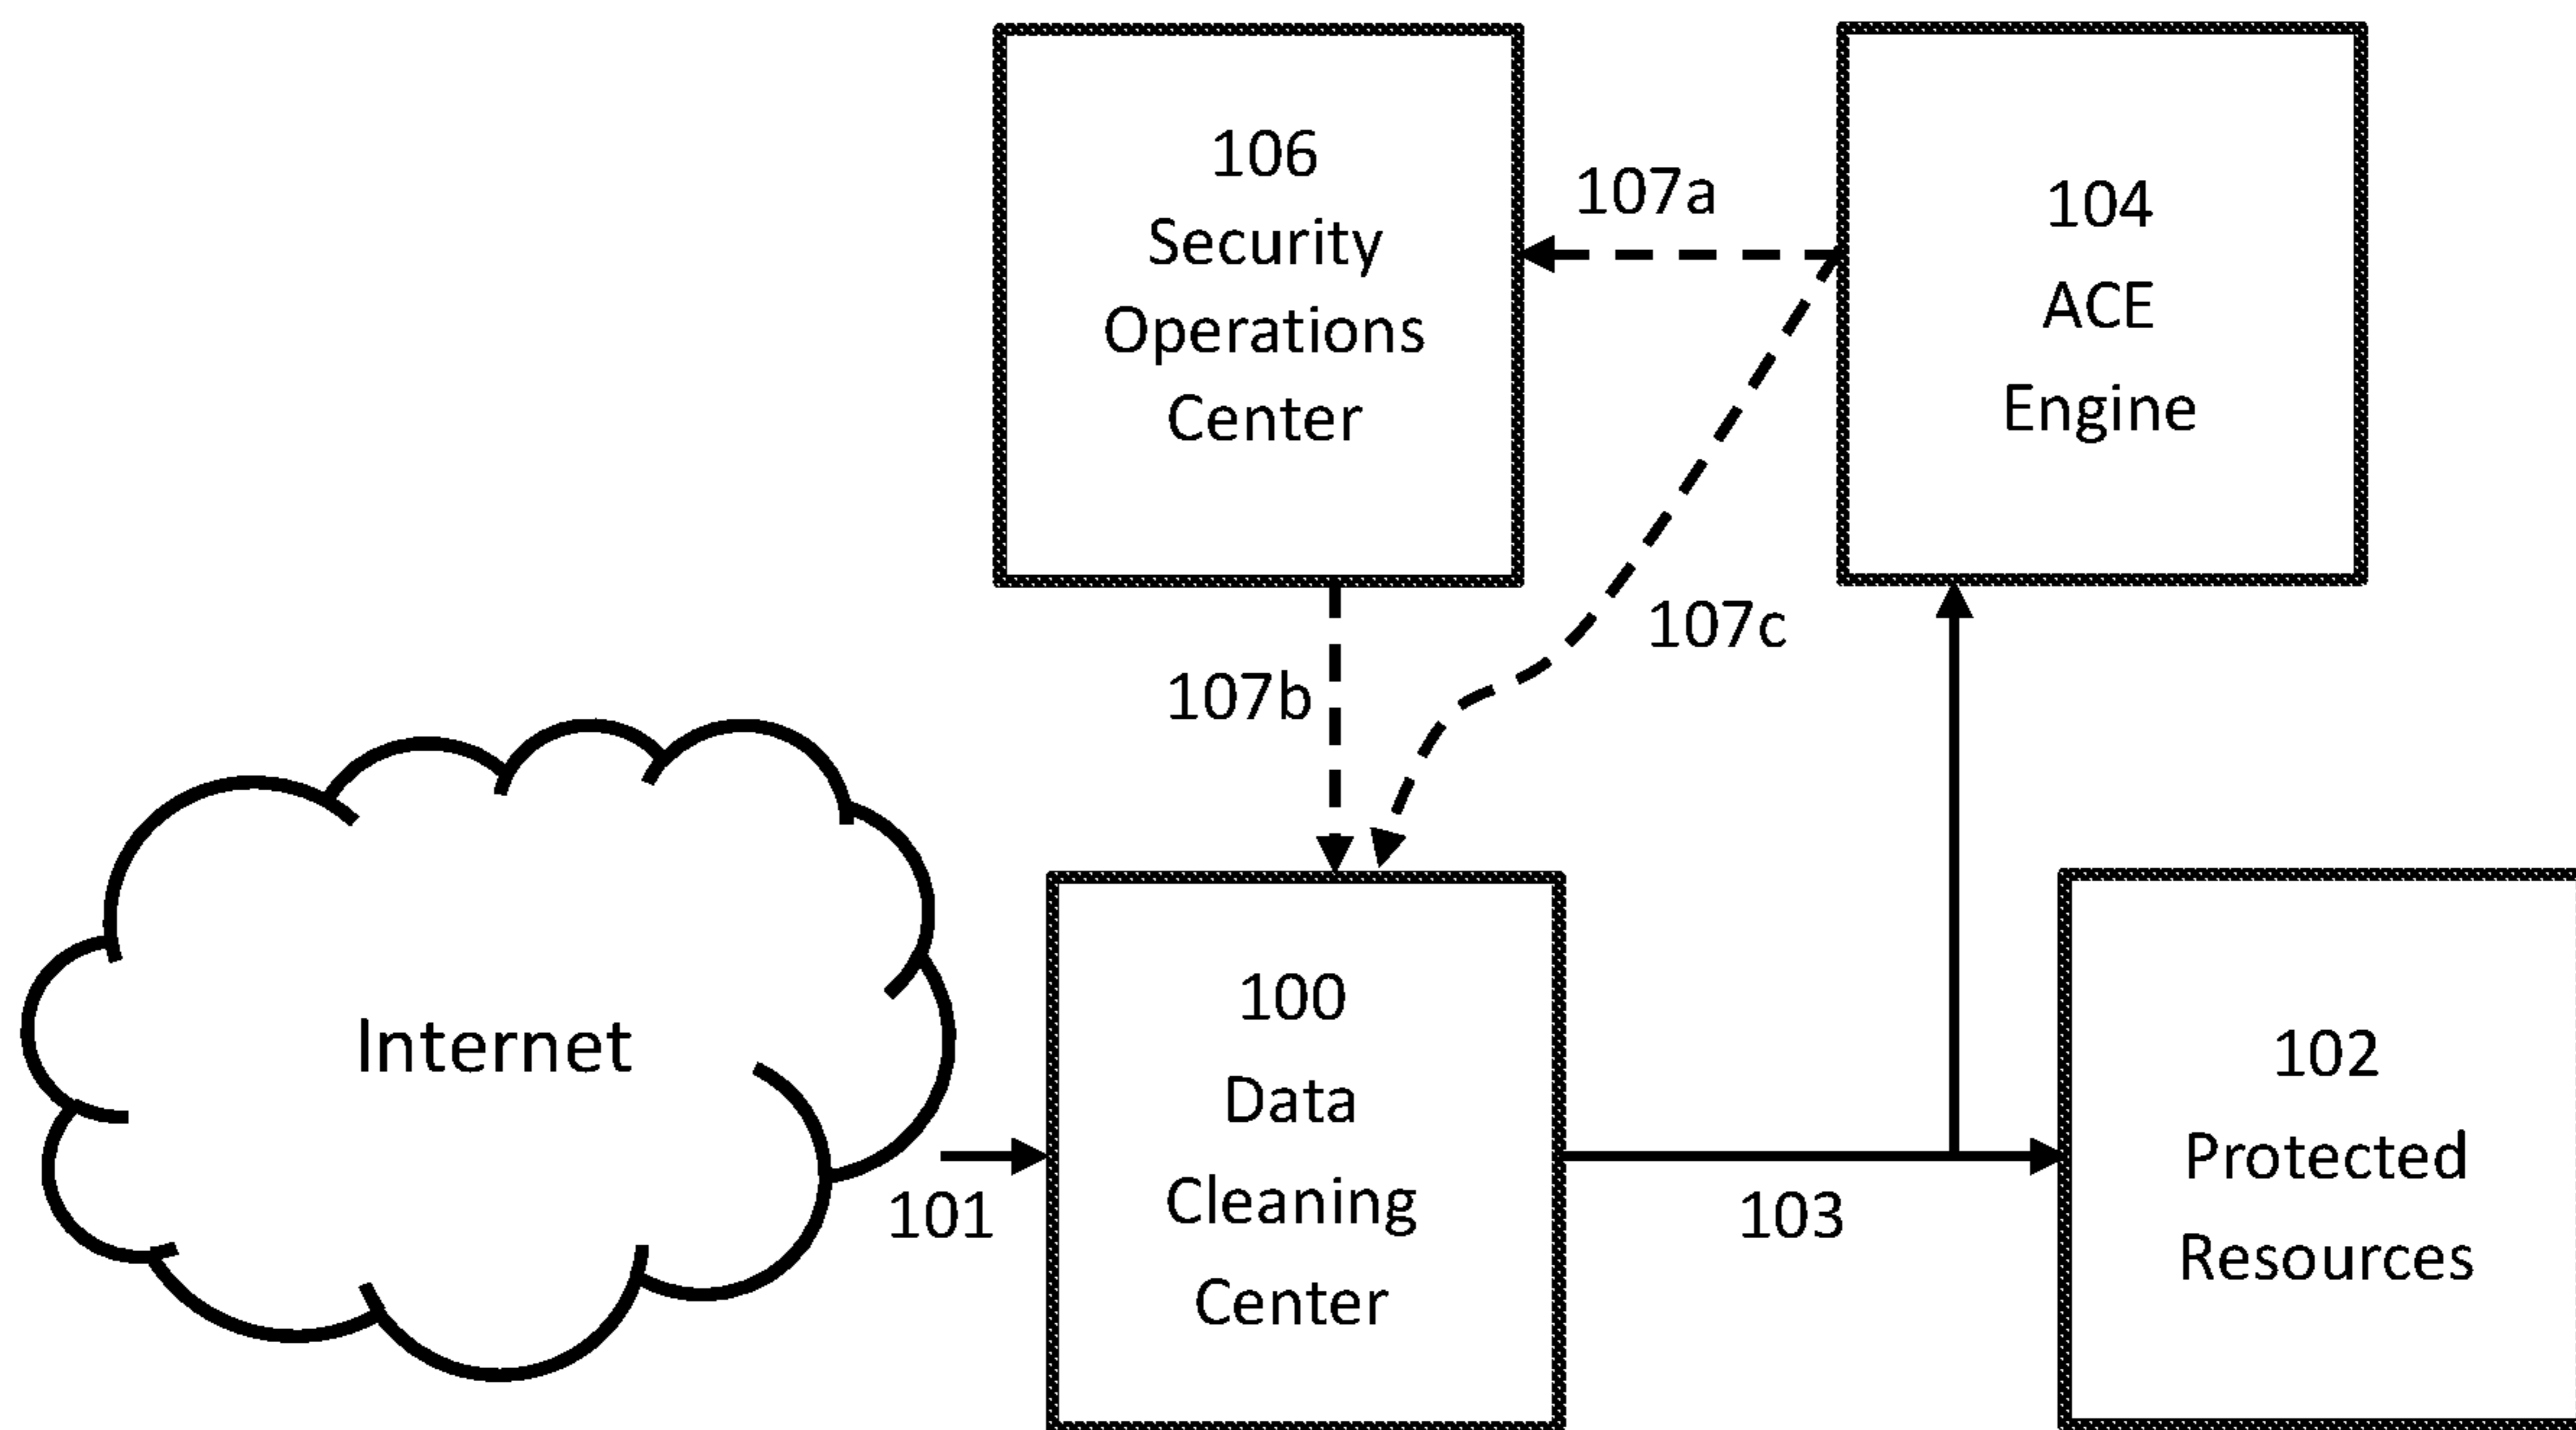 106
Security
Operations
Center
107a
104
ACE
Engine
107b
107c
Internet
101
100
Data
Cleaning
Center
103
102
Protected
Resources